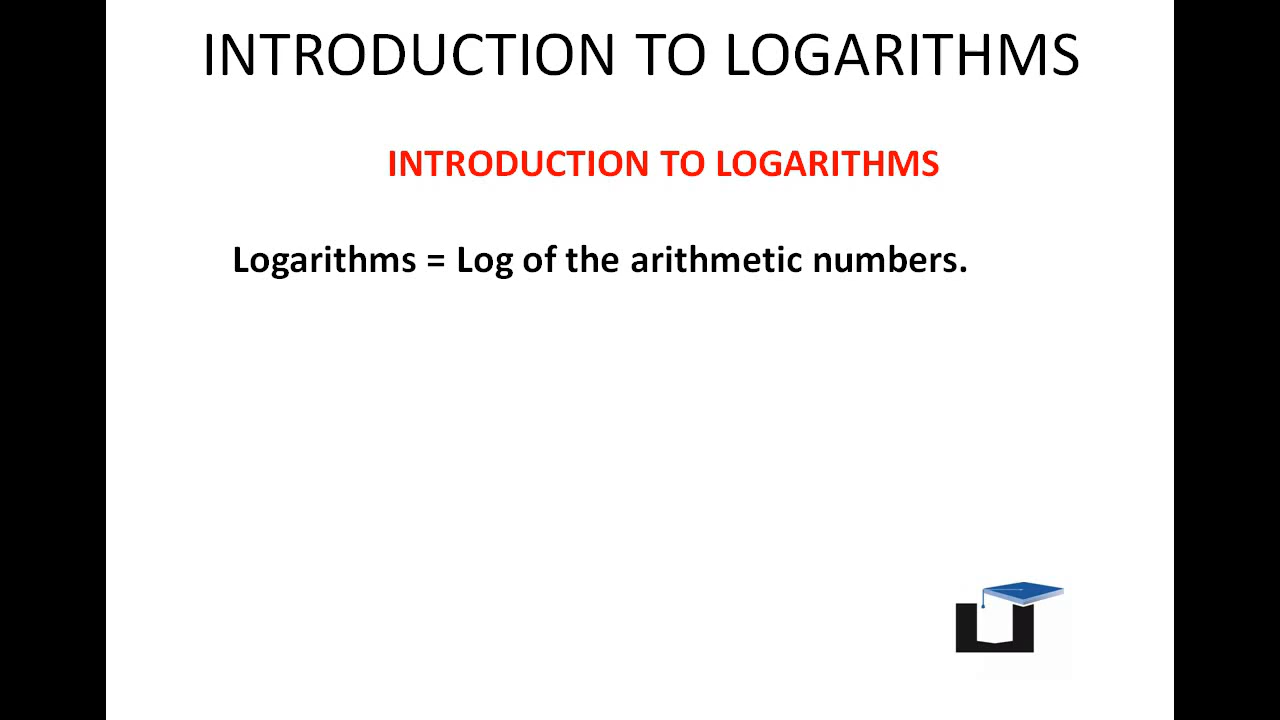 INTRODUCTION TO LOGARITHMS
INTRODUCTION TO LOGARITHMS
Logarithms = Log of the arithmetic numbers.